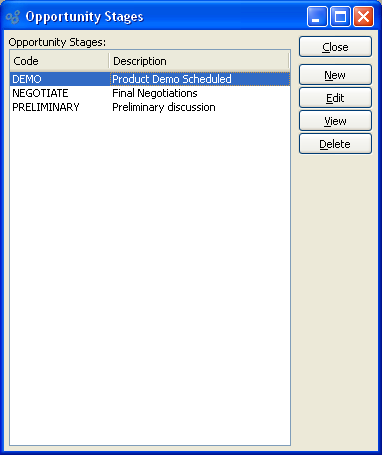 Opportunity Stages
Opportunity Stages:
Close
Code Description
New
DEMO Product Demo Scheduled
NEGOTIATE Final Negotiations
Edit
PRELIMINARY Preliminary discussion
View
Delete